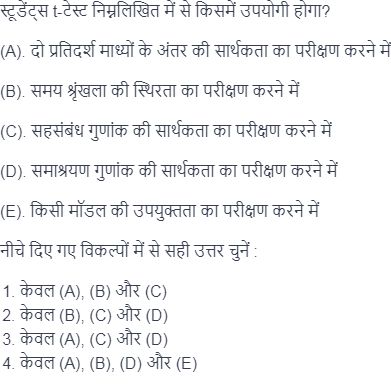 स्टूडेंट्स t-टेस्ट निम्नलिखित में से किसमें उपयोगी होगा?
(A). दो प्रतिदर्श माध्यों के अंतर की सार्थकता का परीक्षण करने में
(B). समय श्रृंखला की स्थिरता का परीक्षण करने में
(C). सहसंबंध गुणांक की सार्थकता का परीक्षण करने में
(D). समाश्रयण गुणांक की सार्थकता का परीक्षण करने में
(E). किसी मॉडल की उपयुक्तता का परीक्षण करने में
नीचे दिए गए विकल्पों में से सही उत्तर चुनें :
1. केवल (A), (B) और (C)
2. केवल (B), (C) और (D)
3. केवल (A), (C) और (D)
4. केवल (A), (B), (D) और (E)